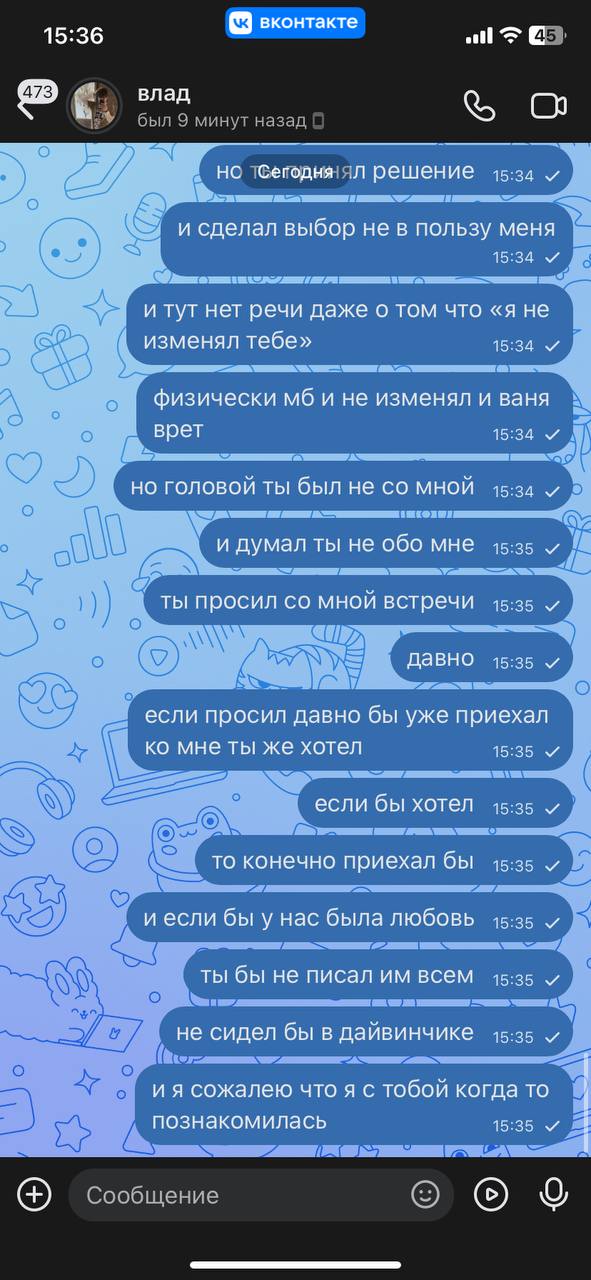 15:36
вконтакте
45
473
влад
был 9 минут назад
Сегодня
но ты принял решение 15:34
и сделал выбор не в пользу меня
15:34
и тут нет речи даже о том что «я не
изменял тебе» 15:34
физически мб и не изменял и ваня
врет 15:34
но головой ты был не со мной 15:34
и думал ты не обо мне 15:35
ты просил со мной встречи 15:35
давно 15:35
если просил давно бы уже приехал
ко мне ты же хотел 15:35
если бы хотел 15:35
то конечно приехал бы 15:35
и если бы у нас была любовь 15:35
ты бы не писал им всем 15:35
не сидел бы в дайвинчике 15:35
и я сожалею что я с тобой когда то
познакомилась 15:35
Сообщение